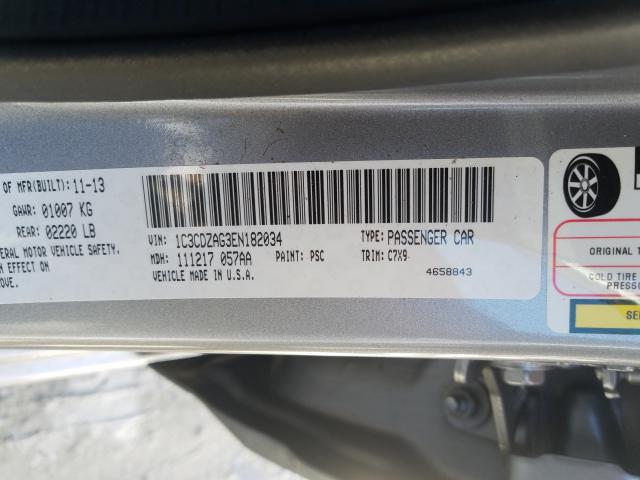 OF MFR(BUILT): 11-13
GAWR: 01007 KG
REAR: 02220 LB
ERAL MOTOR VEHICLE SAFETY.
N EFFECT ON
OVE.
VIN: 1C3CDZAG3EN182034
TYPE: PASSENGER CAR
MDH: 111217 057AA
PAINT: PSC
TRIM: C7X9
VEHICLE MADE IN U.S.A.
4658843
ORIGINAL T
COLD TIRE
PRESSU
SE